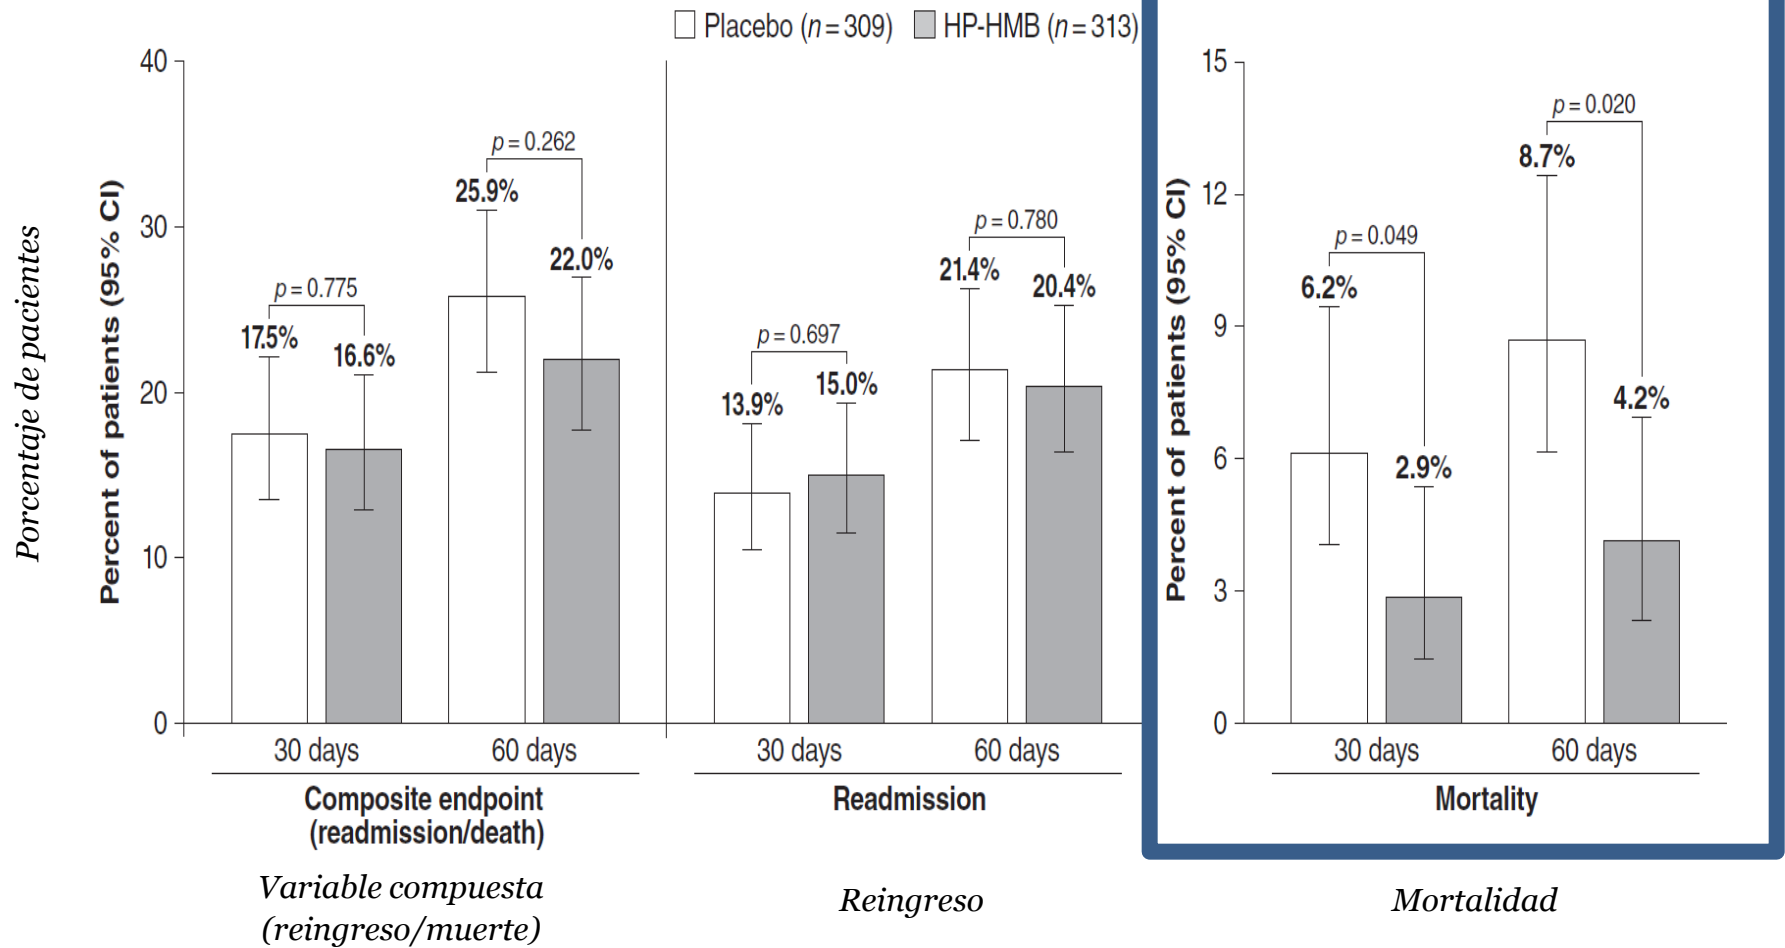 Placebo (n = 309) HP-HMB (n = 313)
Porcentaje de pacientes
Percent of patients (95% CI)
40
30
20
10
0
p = 0.775
17.5%
16.6%
p = 0.262
25.9%
22.0%
30 days
60 days
Composite endpoint
(readmission/death)
Variable compuesta
(reingreso/muerte)
p = 0.697
13.9%
15.0%
p = 0.780
21.4%
20.4%
30 days
60 days
Readmission
Reingreso
Percent of patients (95% CI)
15
12
9
6
3
0
p = 0.049
6.2%
2.9%
p = 0.020
8.7%
4.2%
30 days
60 days
Mortality
Mortalidad